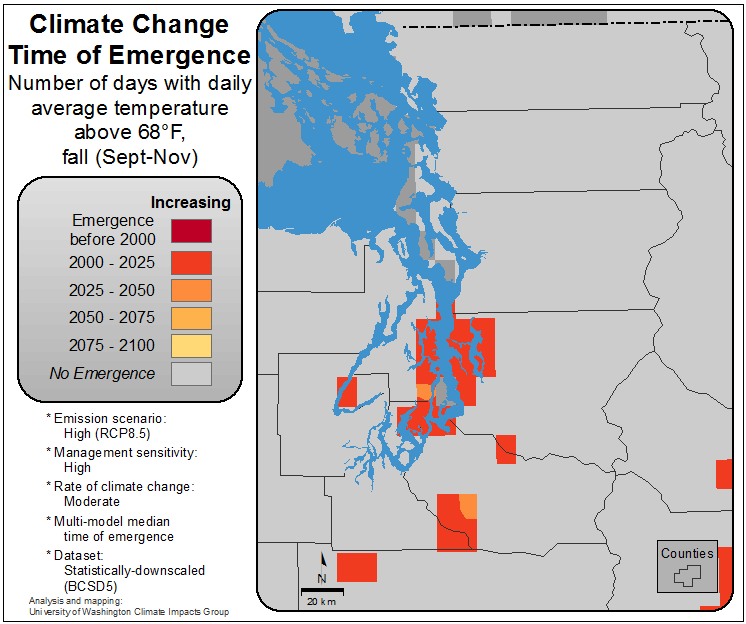 Climate Change
Time of Emergence
Number of days with daily
average temperature
above 68°F,
fall (Sept-Nov)
Increasing
Emergence
before 2000
2000 - 2025
2025 - 2050
2050 - 2075
2075 - 2100
No Emergence
* Emission scenario:
High (RCP8.5)
* Management sensitivity:
High
* Rate of climate change:
Moderate
* Multi-model median
time of emergence
* Dataset:
Statistically-downscaled
(BCSD5)
Analysis and mapping:
University of Washington Climate Impacts Group
N
20 km
Counties